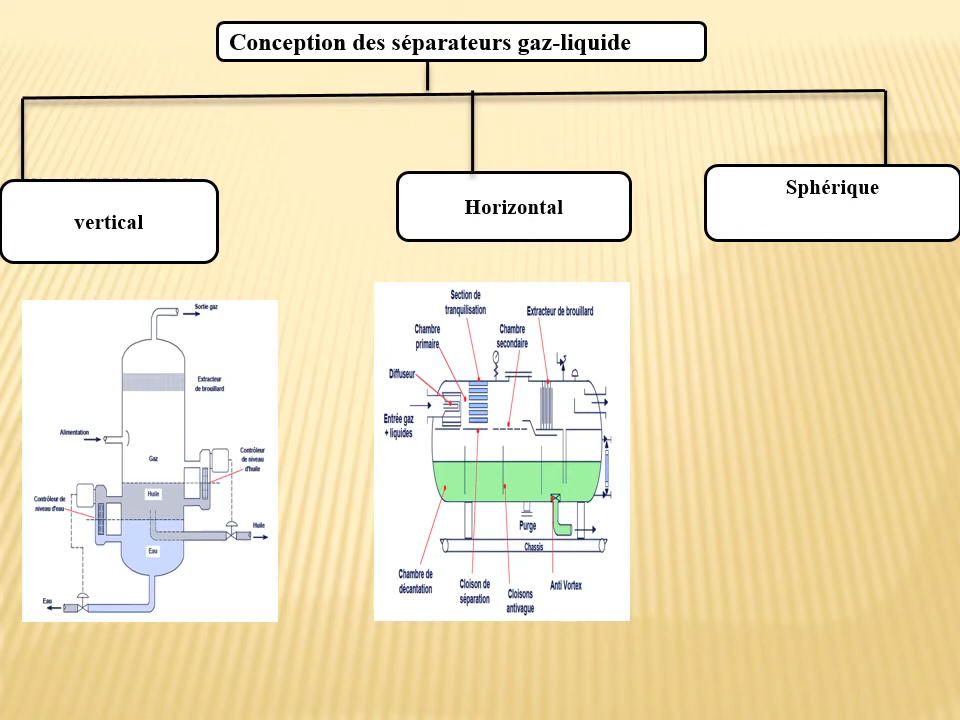 Conception des séparateurs gaz-liquide
vertical
Horizontal
Sphérique
Sortie gaz
Extracteur
de brouillard
Alimentation
Gaz
Contrôleur
de niveau
d'huile
Huile
Contrôleur de
niveau d'eau
Huile
Eau
Eau
Section de
tranquilisation
Extracteur de brouillard
Chambre
primaire
Chambre
secondaire
Diffuseur
Entrée gaz
+ liquides
Purge
Chassis
Chambre de
décantation
Cloison de
séparation
Cloisons
antivague
Anti Vortex